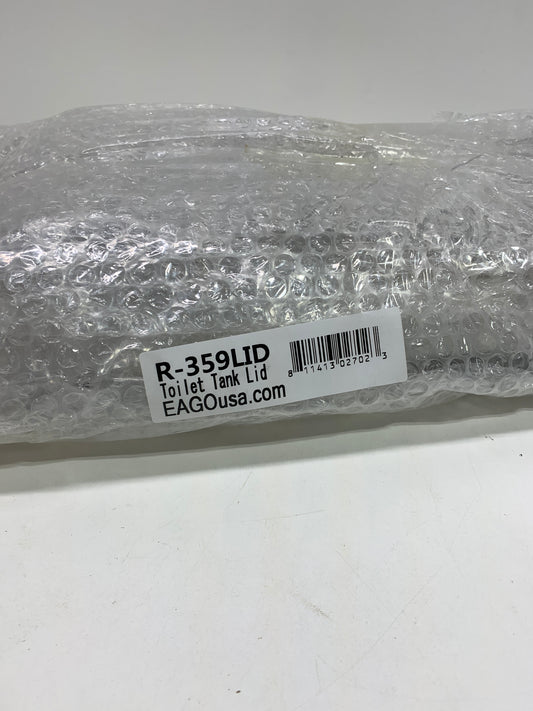 R-359LID
Toilet Tank Lid
EAGOusa.com
8 11413 02702 3